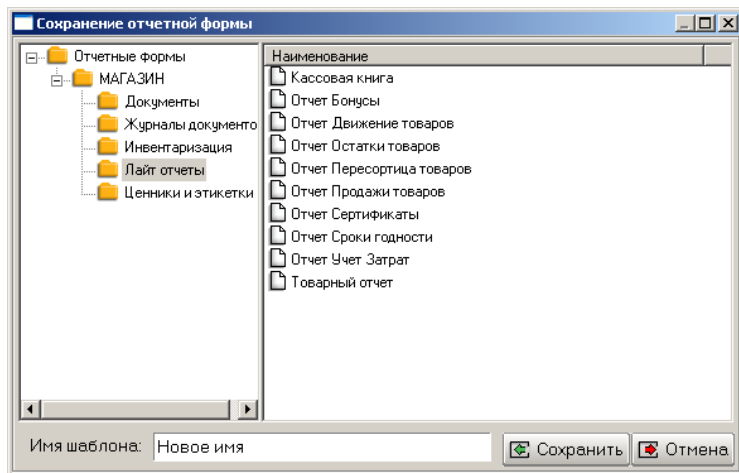 Сохранение отчетной формы
Отчетные формы
МАГАЗИН
Документы
Журналы документо
Инвентаризация
Лайт отчеты
Ценники и этикетки
Наименование
Кассовая книга
Отчет Бонусы
Отчет Движение товаров
Отчет Остатки товаров
Отчет Пересортица товаров
Отчет Продажи товаров
Отчет Сертификаты
Отчет Сроки годности
Отчет Учет Затрат
Товарный отчет
Имя шаблона: Новое имя Сохранить Отмена